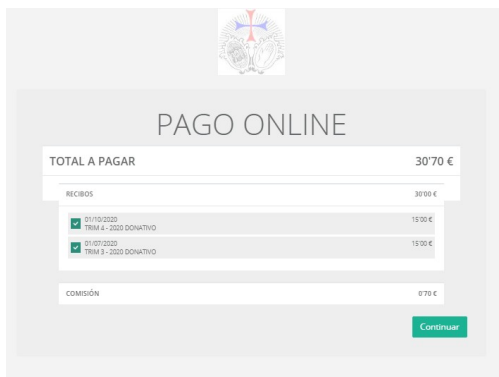 PAGO ONLINE
TOTAL A PAGAR 30'70 €
RECIBOS 30'00 €
01/10/2020 15'00 €
TRIM 4 - 2020 DONATIVO
01/07/2020 15'00 €
TRIM 3 - 2020 DONATIVO
COMISIÓN 0'70 €
Continuar